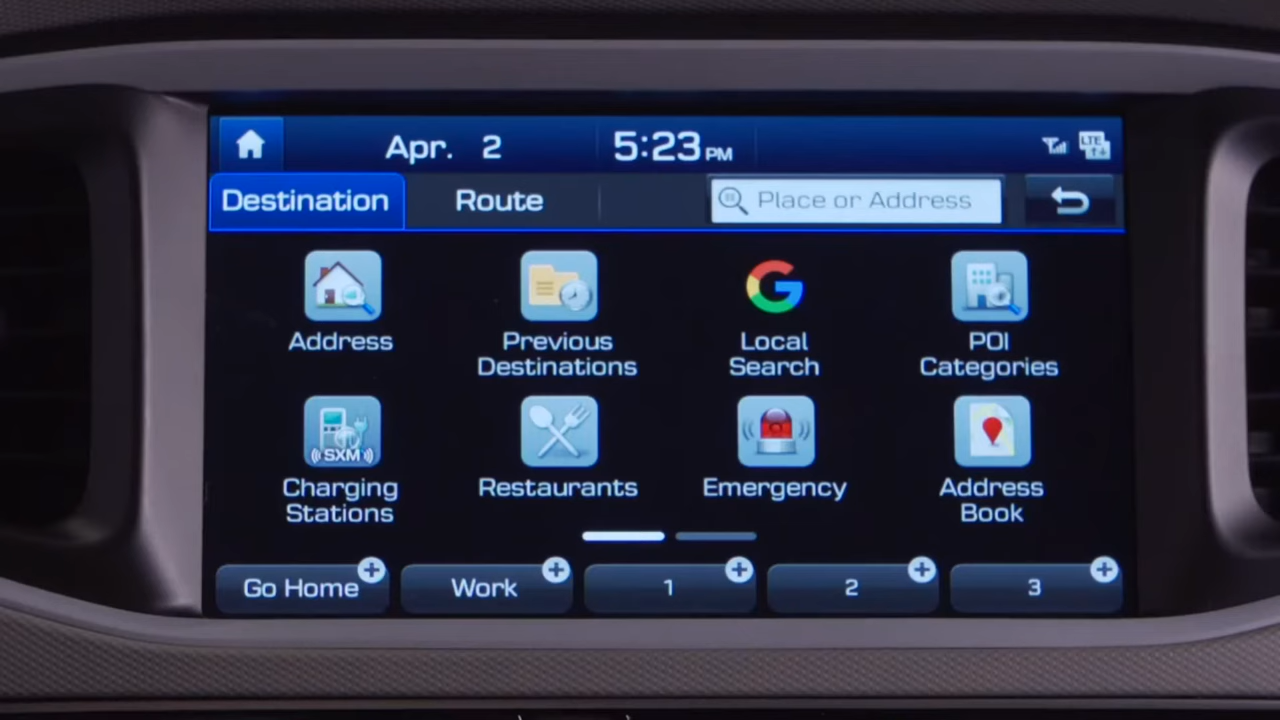 Apr. 2 5:23 PM LTE
Destination Route Place or Address
Address
Previous
Destinations
Local
Search
POI
Categories
SXM
Charging
Stations
Restaurants
Emergency
Address
Book
Go Home Work 1 2 3